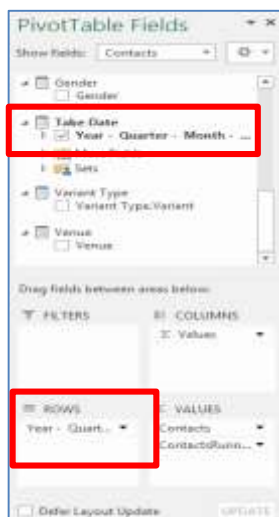 PivotTable Fields
Show fields: Contacts
Gender
Gender
Take Date
Year - Quarter - Month - ...
Sets
Variant Type
Variant Type.Variant
Venue
Venue
Drag fields between areas below:
FILTERS
COLUMNS
Σ Values
ROWS
Σ VALUES
Year - Quart...
Contacts
ContactsRunn...
Defer Layout Update
UPDATE